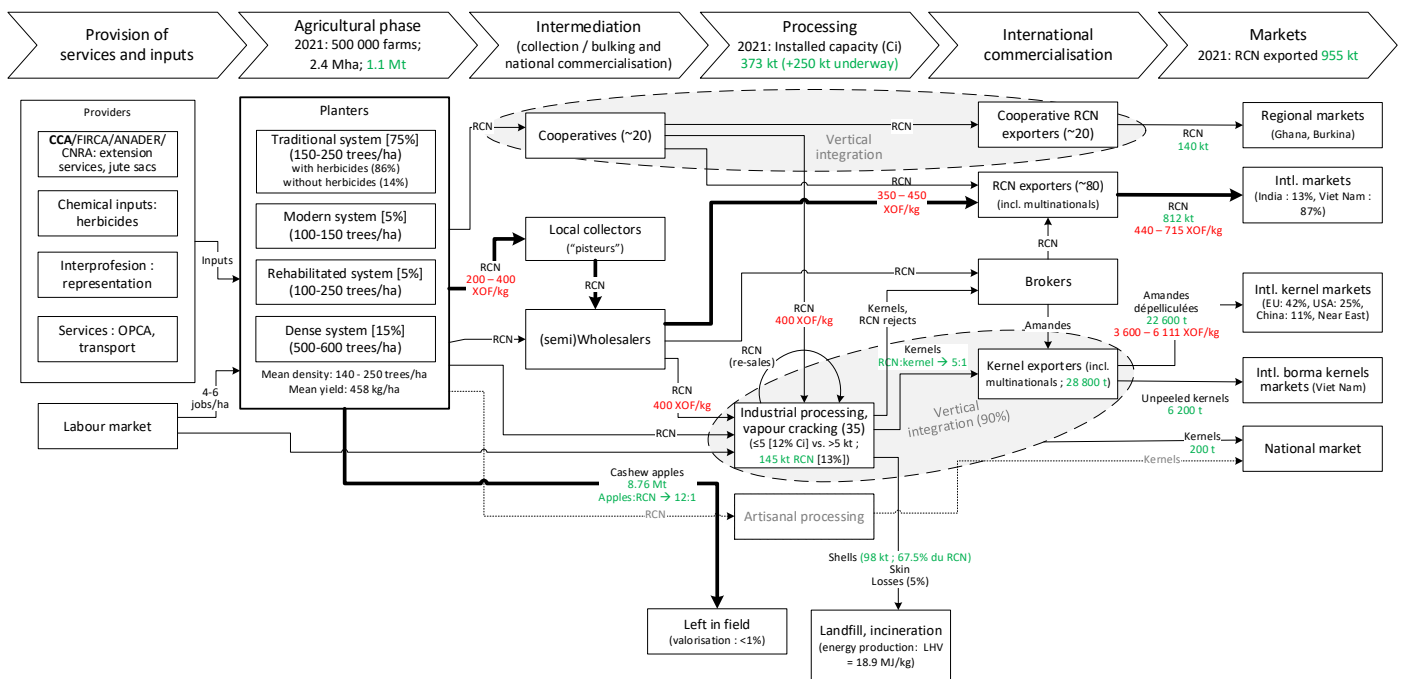 Provision of
services and inputs
Agricultural phase
2021: 500 000 farms;
2.4 Mha; 1.1 Mt
Intermediation
(collection / bulking and
national commercialisation)
Processing
2021: Installed capacity (Ci)
373 kt (+250 kt underway)
International
commercialisation
Markets
2021: RCN exported 955 kt
Providers
CCA/FIRCA/ANADER/
CNRA: extension
services, jute sacs
Chemical inputs:
herbicides
Interprofesion :
representation
Services : OPCA,
transport
Labour market
Inputs
4-6
jobs/ha
Planters
Traditional system [75%]
(150-250 trees/ha)
with herbicides (86%)
without herbicides (14%)
Modern system [5%]
(100-150 trees/ha)
Rehabilitated system [5%]
(100-250 trees/ha)
Dense system [15%]
(500-600 trees/ha)
Mean density: 140 - 250 trees/ha
Mean yield: 458 kg/ha
RCN
RCN
200 – 400
XOF/kg
RCN
RCN
Cooperatives (~20)
Local collectors
("pisteurs")
RCN
(semi)Wholesalers
RCN
400 XOF/kg
RCN
Vertical
integration
RCN
350 – 450
XOF/kg
RCN
RCN
400 XOF/kg
Kernels,
RCN rejects
RCN
(re-sales)
Kernels
RCN:kernel → 5:1
Industrial processing,
vapour cracking (35)
(≤5 [12% Ci] vs. >5 kt ;
145 kt RCN [13%])
Vertical
integration (90%)
Cooperative RCN
exporters (~20)
RCN exporters (~80)
(incl. multinationals)
RCN
Brokers
Amandes
Kernel exporters (incl.
multinationals ; 28 800 t)
RCN
140 kt
RCN
812 kt
440 – 715 XOF/kg
Amandes
dépelliculées
22 600 t
3 600 – 6 111 XOF/kg
Unpeeled kernels
6 200 t
Kernels
200 t
Kernels
Regional markets
(Ghana, Burkina)
Intl. markets
(India : 13%, Viet Nam :
87%)
Intl. kernel markets
(EU: 42%, USA: 25%,
China: 11%, Near East)
Intl. borma kernels
markets (Viet Nam)
National market
Cashew apples
8.76 Mt
Apples:RCN → 12:1
RCN
Artisanal processing
Shells (98 kt ; 67.5% du RCN)
Skin
Losses (5%)
Left in field
(valorisation : <1%)
Landfill, incineration
(energy production: LHV
= 18.9 MJ/kg)